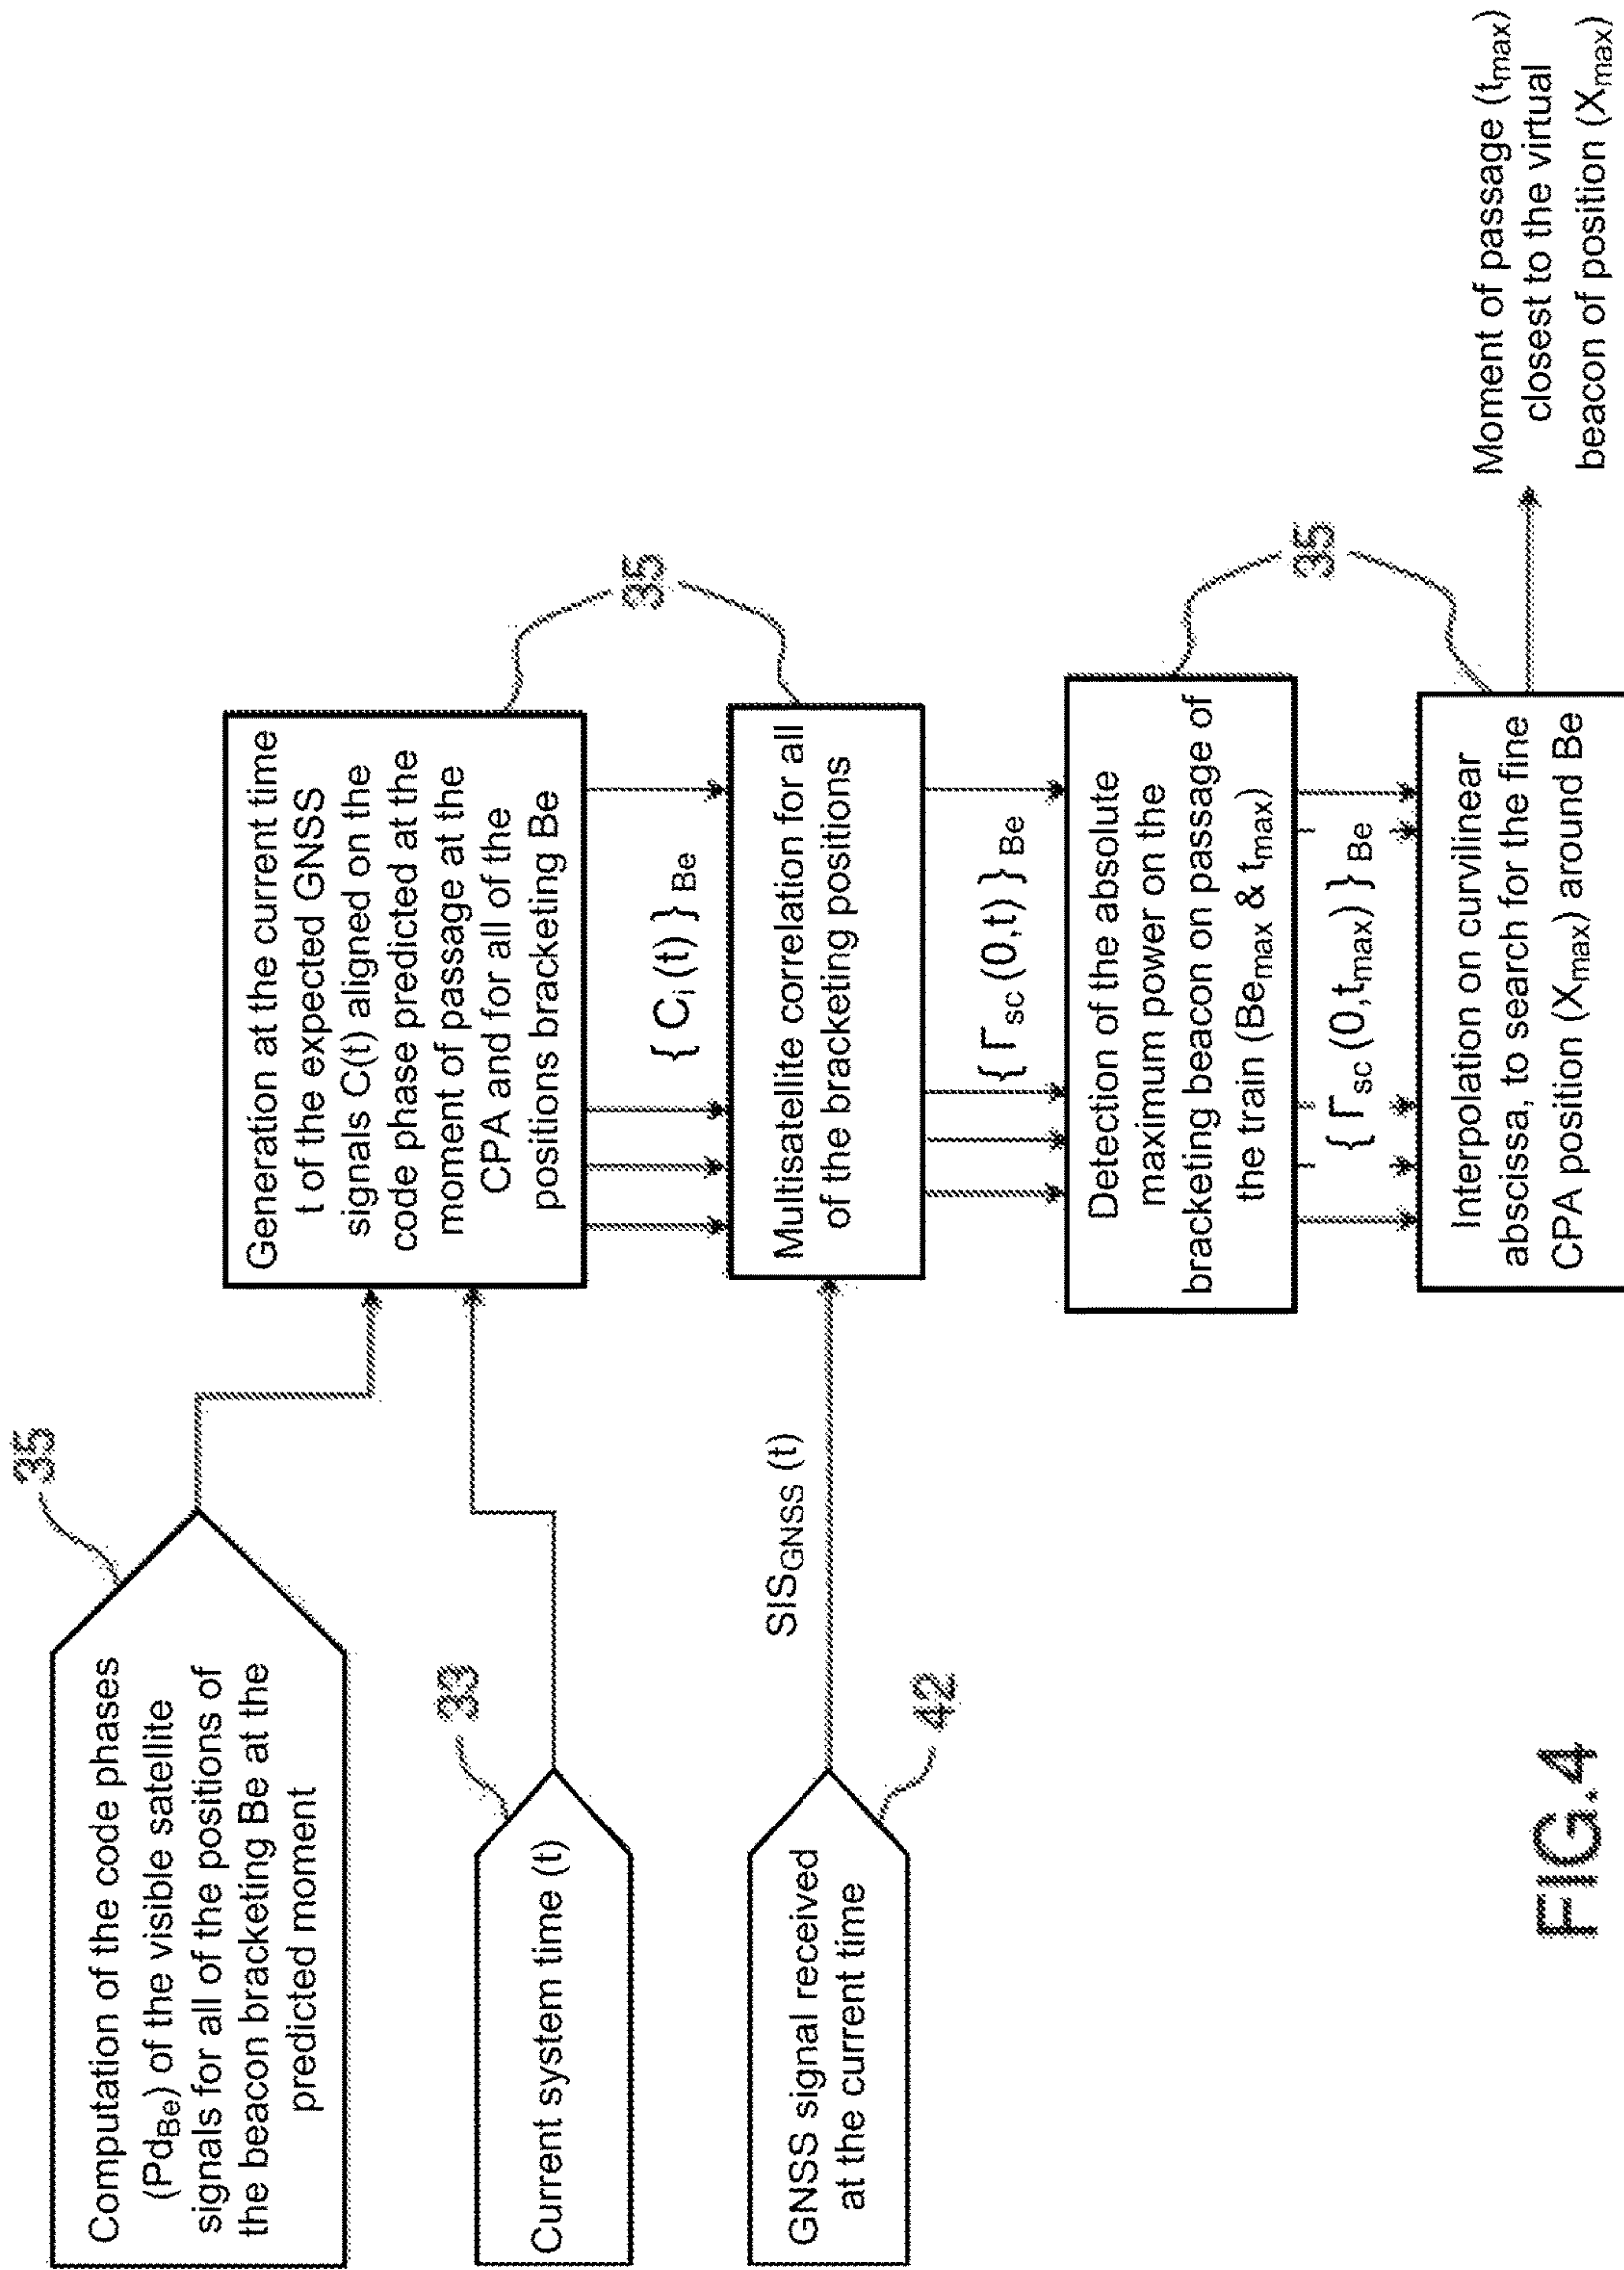 Computation of the code phases
(Pd_Be) of the visible satellite
signals for all of the positions of
the beacon bracketing Be at the
predicted moment
35
Current system time (t)
33
GNSS signal received
at the current time
42
SIS_GNSS (t)
Generation at the current time
t of the expected GNSS
signals C(t) aligned on the
code phase predicted at the
moment of passage at the
CPA and for all of the
positions bracketing Be
{ C_i (t) } Be
35
Multisatellite correlation for all
of the bracketing positions
{ Γ_sc (0,t) } Be
Detection of the absolute
maximum power on the
bracketing beacon on passage of
the train (Be_max & t_max)
35
{ Γ_sc (0,t_max) } Be
Interpolation on curvilinear
abscissa, to search for the fine
CPA position (X_max) around Be
Moment of passage (t_max)
closest to the virtual
beacon of position (X_max)
FIG.4